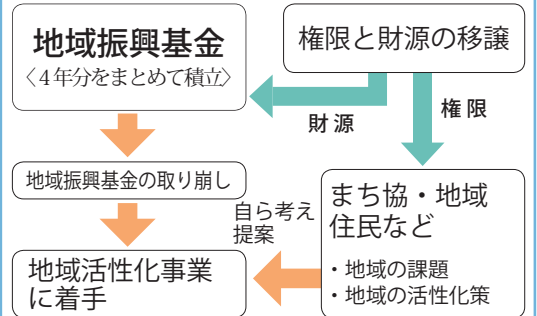 地域振興基金
〈４年分をまとめて積立〉
権限と財源の移譲
財源
権限
地域振興基金の取り崩し
自ら考え
提案
まち協・地域
住民など
・地域の課題
・地域の活性化策
地域活性化事業
に着手